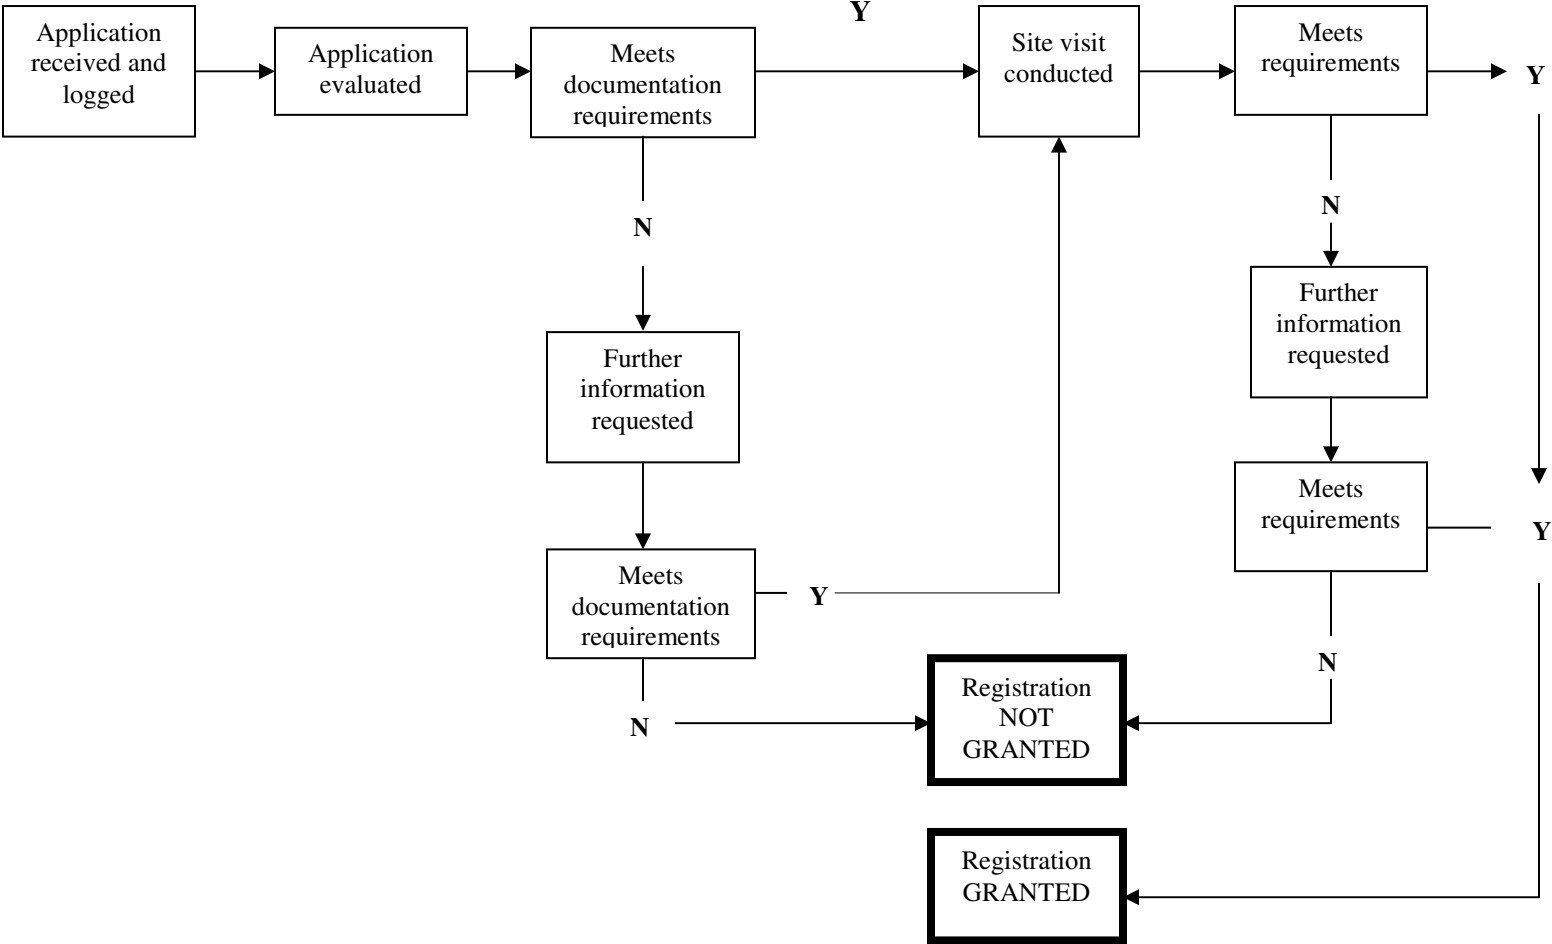 Application
received and
logged
Application
evaluated
Meets
documentation
requirements
Y
Site visit
conducted
Meets
requirements
Y
N
N
Further
information
requested
Further
information
requested
Meets
requirements
Y
Meets
documentation
requirements
Y
N
N
Registration
NOT
GRANTED
Registration
GRANTED